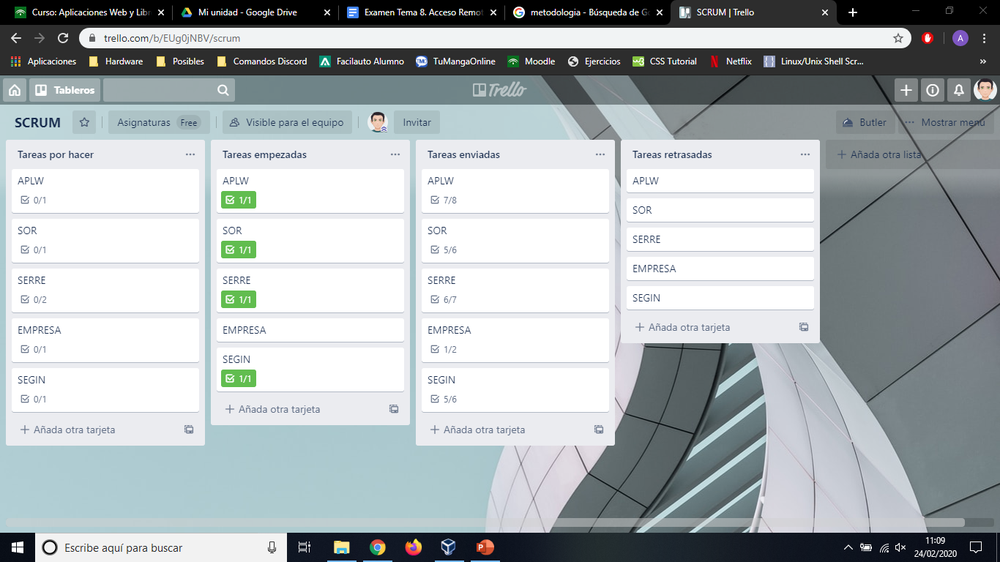 Curso: Aplicaciones Web y Libr
Mi unidad - Google Drive
Examen Tema 8. Acceso Remot
metodologia - Búsqueda de Go
SCRUM | Trello
trello.com/b/EUg0jNBV/scrum
A
Aplicaciones
Hardware
Posibles
Comandos Discord
Facilauto Alumno
TuMangaOnline
Moodle
Ejercicios
CSS Tutorial
Netflix
Linux/Unix Shell Scr...
Tableros
Trello
SCRUM
Asignaturas Free
Visible para el equipo
Invitar
Butler
Mostrar menú
Tareas por hacer
APLW
0/1
SOR
0/1
SERRE
0/2
EMPRESA
0/1
SEGIN
0/1
+ Añada otra tarjeta
Tareas empezadas
APLW
1/1
SOR
1/1
SERRE
1/1
EMPRESA
SEGIN
1/1
+ Añada otra tarjeta
Tareas enviadas
APLW
7/8
SOR
5/6
SERRE
6/7
EMPRESA
1/2
SEGIN
5/6
+ Añada otra tarjeta
Tareas retrasadas
APLW
SOR
SERRE
EMPRESA
SEGIN
+ Añada otra tarjeta
+ Añada otra lista
Escribe aquí para buscar
11:09
24/02/2020